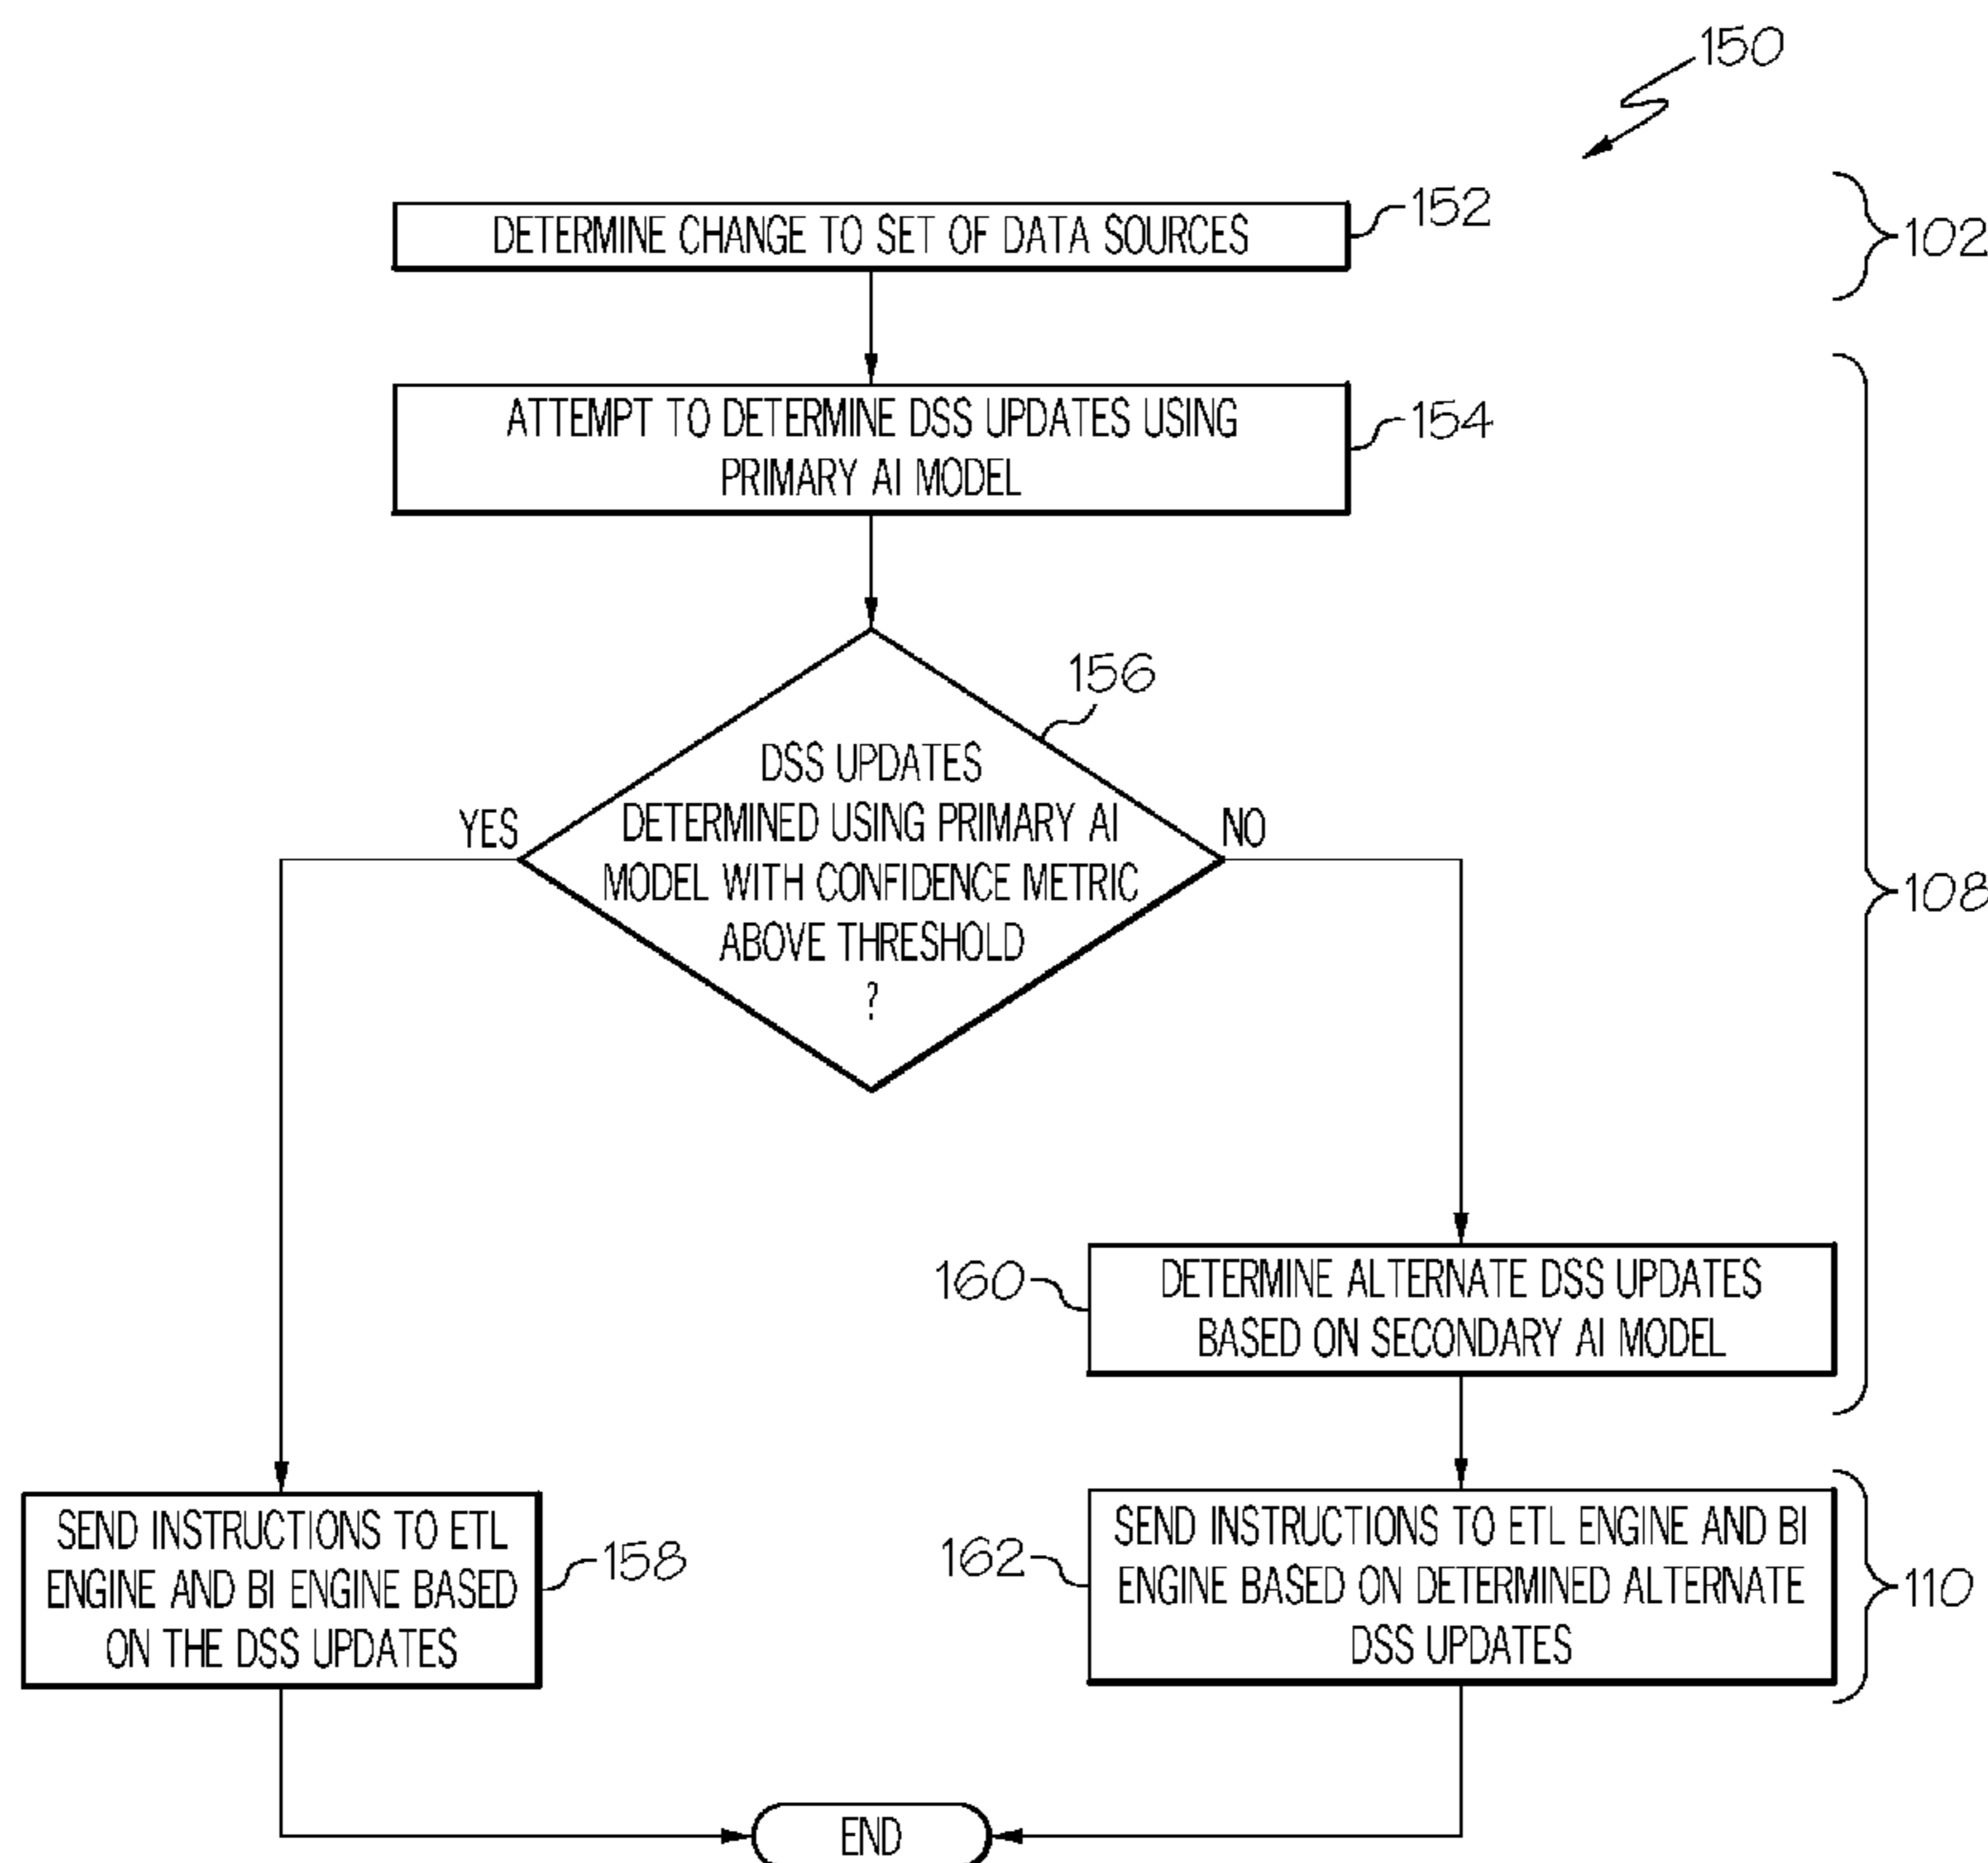 150
DETERMINE CHANGE TO SET OF DATA SOURCES
152
102
ATTEMPT TO DETERMINE DSS UPDATES USING
PRIMARY AI MODEL
154
156
DSS UPDATES
DETERMINED USING PRIMARY AI
MODEL WITH CONFIDENCE METRIC
ABOVE THRESHOLD
?
YES
NO
108
160
DETERMINE ALTERNATE DSS UPDATES
BASED ON SECONDARY AI MODEL
SEND INSTRUCTIONS TO ETL
ENGINE AND BI ENGINE BASED
ON THE DSS UPDATES
158
162
SEND INSTRUCTIONS TO ETL ENGINE AND BI
ENGINE BASED ON DETERMINED ALTERNATE
DSS UPDATES
110
END